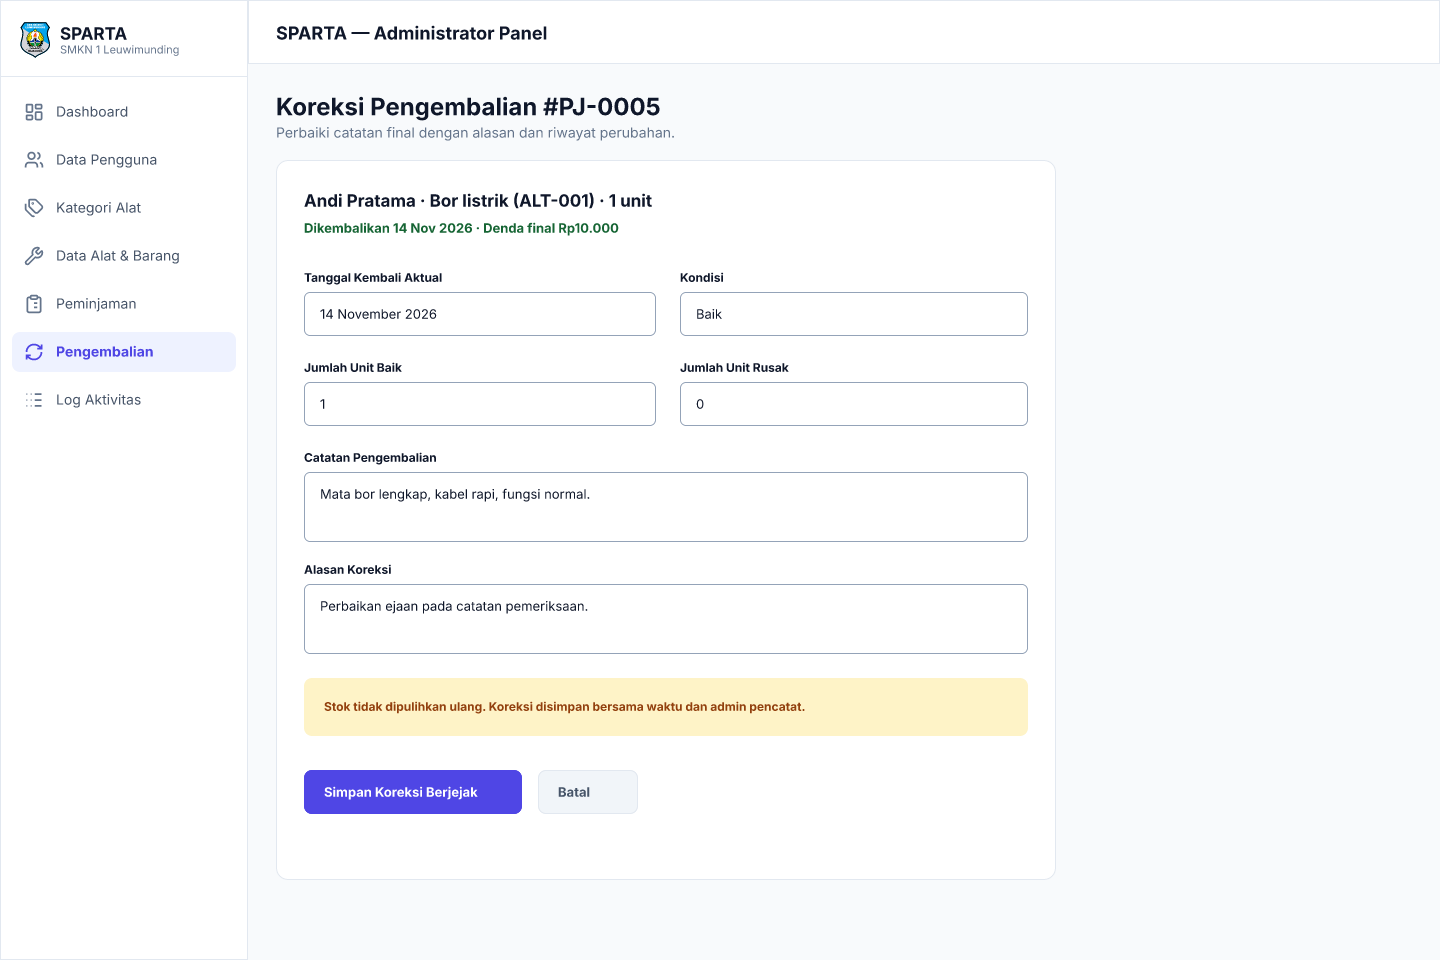 SPARTA
SMKN 1 Leuwimunding
SPARTA — Administrator Panel
Dashboard
Data Pengguna
Kategori Alat
Data Alat & Barang
Peminjaman
Pengembalian
Log Aktivitas
Koreksi Pengembalian #PJ-0005
Perbaiki catatan final dengan alasan dan riwayat perubahan.
Andi Pratama · Bor listrik (ALT-001) · 1 unit
Dikembalikan 14 Nov 2026 · Denda final Rp10.000
Tanggal Kembali Aktual
Kondisi
14 November 2026
Baik
Jumlah Unit Baik
Jumlah Unit Rusak
1
0
Catatan Pengembalian
Mata bor lengkap, kabel rapi, fungsi normal.
Alasan Koreksi
Perbaikan ejaan pada catatan pemeriksaan.
Stok tidak dipulihkan ulang. Koreksi disimpan bersama waktu dan admin pencatat.
Simpan Koreksi Berjejak
Batal